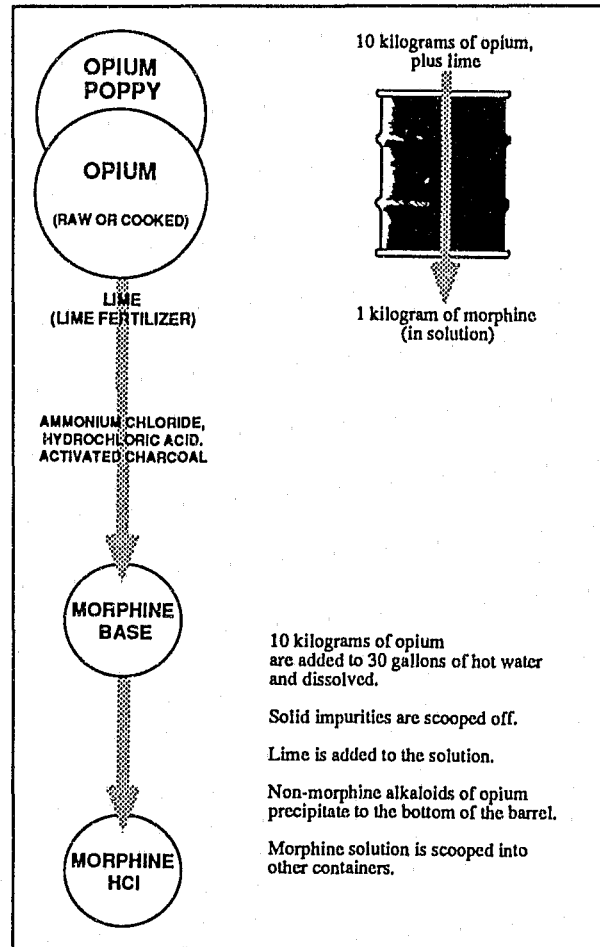 OPIUM
POPPY
OPIUM
(RAW OR COOKED)
LIME
(LIME FERTILIZER)
AMMONIUM CHLORIDE,
HYDROCHLORIC ACID.
ACTIVATED CHARCOAL
MORPHINE
BASE
MORPHINE
HCl
10 kilograms of opium,
plus lime
1 kilogram of morphine
(in solution)
10 kilograms of opium
are added to 30 gallons of hot water
and dissolved.
Solid impurities are scooped off.
Lime is added to the solution.
Non-morphine alkaloids of opium
precipitate to the bottom of the barrel.
Morphine solution is scooped into
other containers.